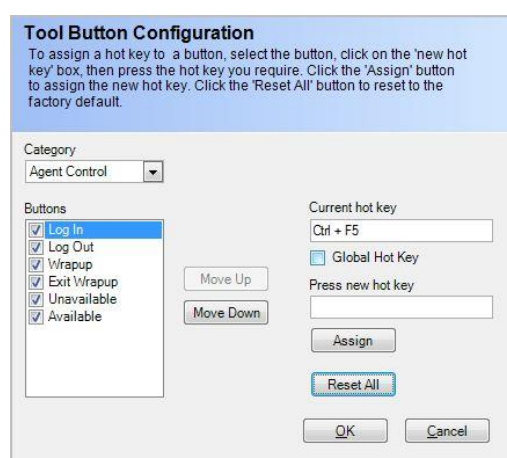 Tool Button Configuration
To assign a hot key to a button, select the button, click on the 'new hot
key' box, then press the hot key you require. Click the 'Assign' button
to assign the new hot key. Click the 'Reset All' button to reset to the
factory default.
Category
Agent Control
Buttons
Log In
Log Out
Wrapup
Exit Wrapup
Unavailable
Available
Move Up
Move Down
Current hot key
Ctrl + F5
Global Hot Key
Press new hot key
Assign
Reset All
OK
Cancel